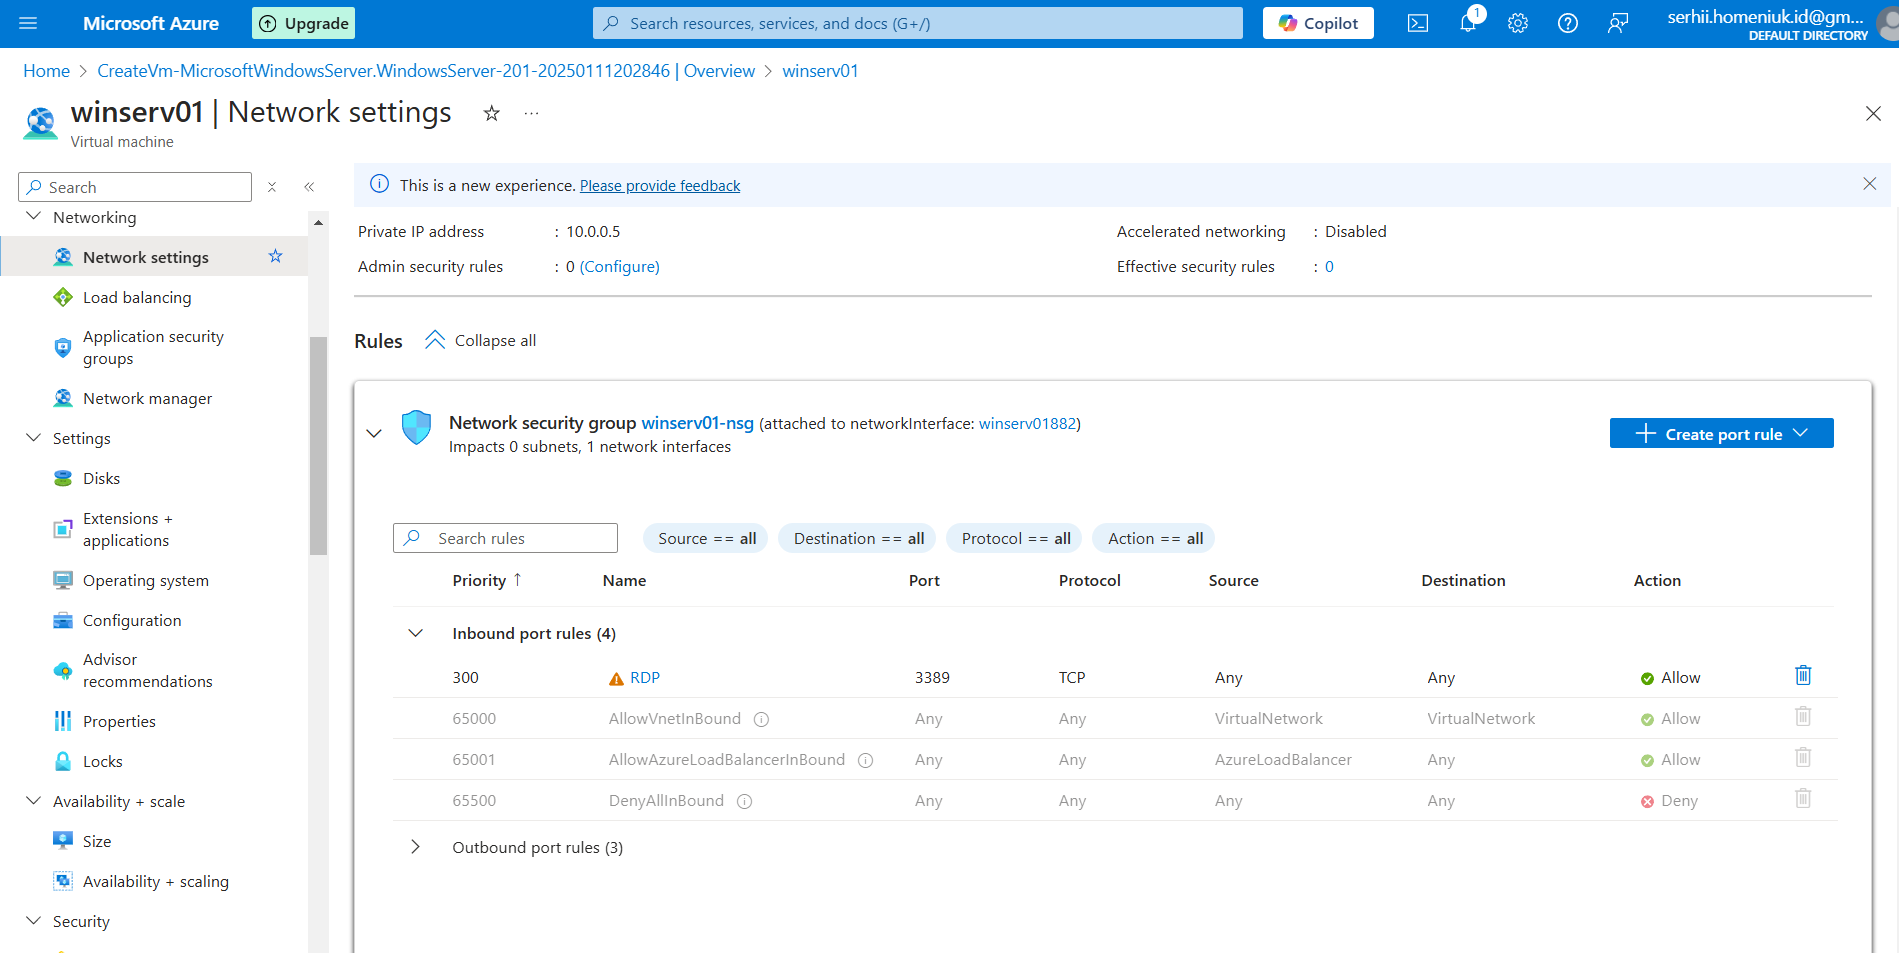 Microsoft Azure
Upgrade
Search resources, services, and docs (G+/)
Copilot
1
serhii.homeniuk.id@gm...
DEFAULT DIRECTORY
Home > CreateVm-MicrosoftWindowsServer.WindowsServer-201-20250111202846 | Overview > winserv01
winserv01 | Network settings
Virtual machine
Search
Networking
Network settings
Load balancing
Application security
groups
Network manager
Settings
Disks
Extensions +
applications
Operating system
Configuration
Advisor
recommendations
Properties
Locks
Availability + scale
Size
Availability + scaling
Security
This is a new experience. Please provide feedback
Private IP address : 10.0.0.5
Accelerated networking : Disabled
Admin security rules : 0 (Configure)
Effective security rules : 0
Rules Collapse all
Network security group winserv01-nsg (attached to networkInterface: winserv01882)
Impacts 0 subnets, 1 network interfaces
+ Create port rule
Search rules
Source == all
Destination == all
Protocol == all
Action == all
Priority ↑ Name Port Protocol Source Destination Action
Inbound port rules (4)
300 RDP 3389 TCP Any Any Allow
65000 AllowVnetInBound Any Any VirtualNetwork VirtualNetwork Allow
65001 AllowAzureLoadBalancerInBound Any Any AzureLoadBalancer Any Allow
65500 DenyAllInBound Any Any Any Any Deny
Outbound port rules (3)